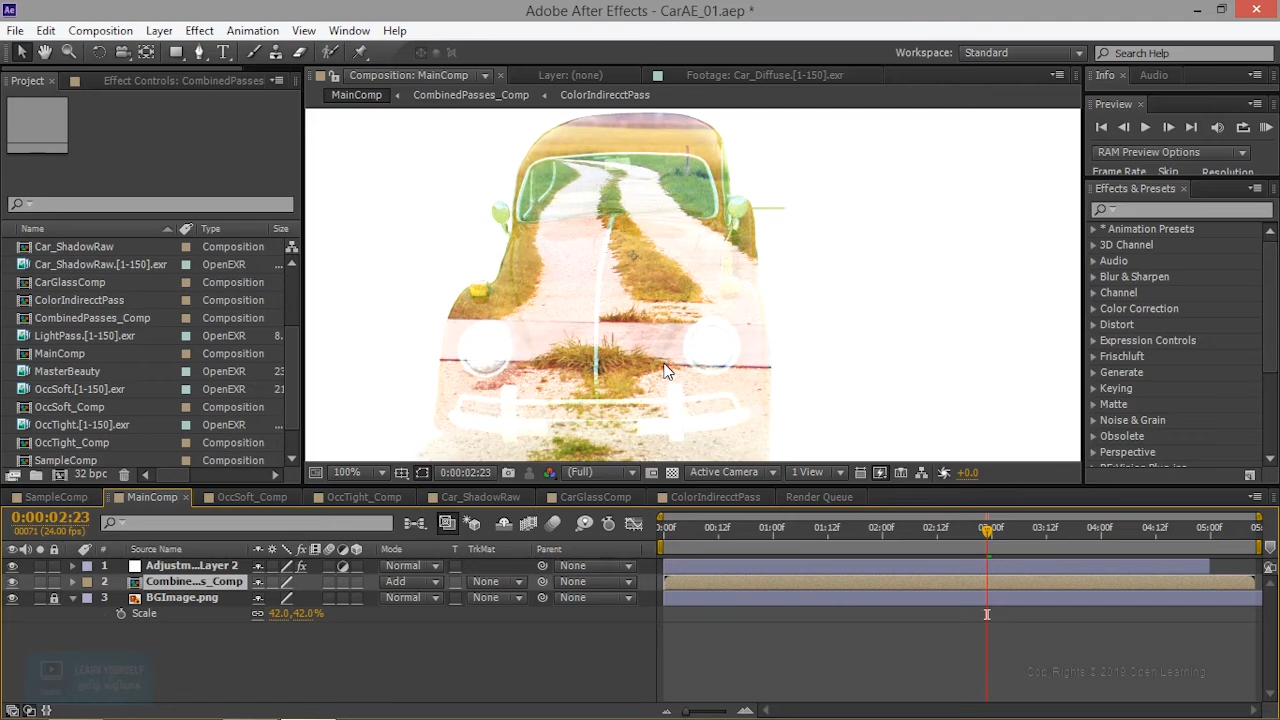 Adobe After Effects - CarAE_01.aep *
File Edit Composition Layer Effect Animation View Window Help
Workspace: Standard Search Help
Project Effect Controls: CombinedPasses
Composition: MainComp Layer: (none) Footage: Car_Diffuse.[1-150].exr
Info Audio
MainComp CombinedPasses_Comp ColorIndirecctPass
Preview
RAM Preview Options
Frame Rate Skip Resolution
Effects & Presets
* Animation Presets
3D Channel
Audio
Blur & Sharpen
Channel
Color Correction
Distort
Expression Controls
Frischluft
Generate
Keying
Matte
Noise & Grain
Obsolete
Perspective
Name Type Size
Car_ShadowRaw Composition
Car_ShadowRaw.[1-150].exr OpenEXR ...
CarGlassComp Composition
ColorIndirecctPass Composition
CombinedPasses_Comp Composition
LightPass.[1-150].exr OpenEXR 8.
MainComp Composition
MasterBeauty OpenEXR 23
OccSoft.[1-150].exr OpenEXR 21
OccSoft_Comp Composition
OccTight.[1-150].exr OpenEXR ...
OccTight_Comp Composition
SampleComp Composition
32 bpc
100% 0:00:02:23 (Full) Active Camera 1 View +0.0
SampleComp MainComp OccSoft_Comp OccTight_Comp Car_ShadowRaw CarGlassComp ColorIndirecctPass Render Queue
0:00:02:23
00071 (24.00 fps)
:00f 00:12f 01:00f 01:12f 02:00f 02:12f 03:00f 03:12f 04:00f 04:12f 05:00f 05:
# Source Name Mode T TrkMat Parent
1 Adjustm...Layer 2 Normal None
2 Combine...s_Comp Add None None
3 BGImage.png Normal None None
Scale 42.0,42.0%
LEARN YOURSELF
Cop Rights © 2019 Open Learning